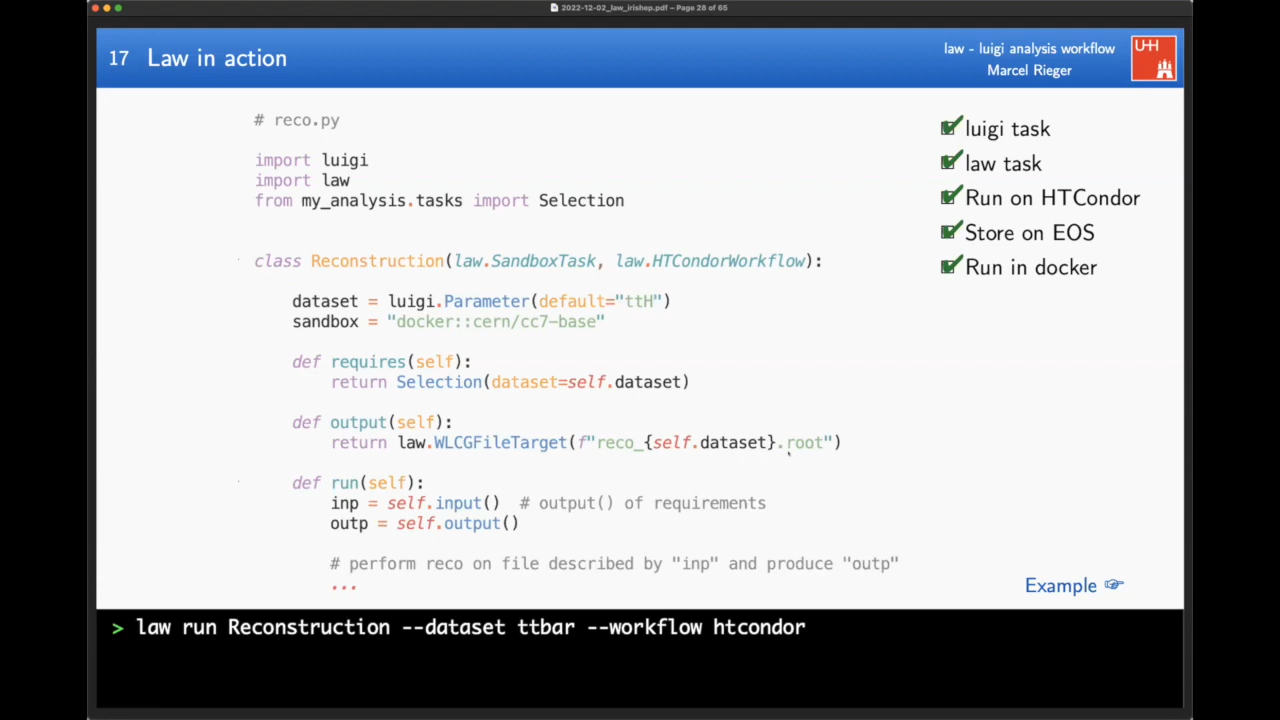 2022-12-02_law_irishep.pdf – Page 28 of 65
17 Law in action
law - luigi analysis workflow
Marcel Rieger
UH
# reco.py
import luigi
import law
from my_analysis.tasks import Selection
class Reconstruction(law.SandboxTask, law.HTCondorWorkflow):
dataset = luigi.Parameter(default="ttH")
sandbox = "docker::cern/cc7-base"
def requires(self):
return Selection(dataset=self.dataset)
def output(self):
return law.WLCGFileTarget(f"reco_{self.dataset}.root")
def run(self):
inp = self.input()  # output() of requirements
outp = self.output()
# perform reco on file described by "inp" and produce "outp"
...
luigi task
law task
Run on HTCondor
Store on EOS
Run in docker
Example ☞
> law run Reconstruction --dataset ttbar --workflow htcondor